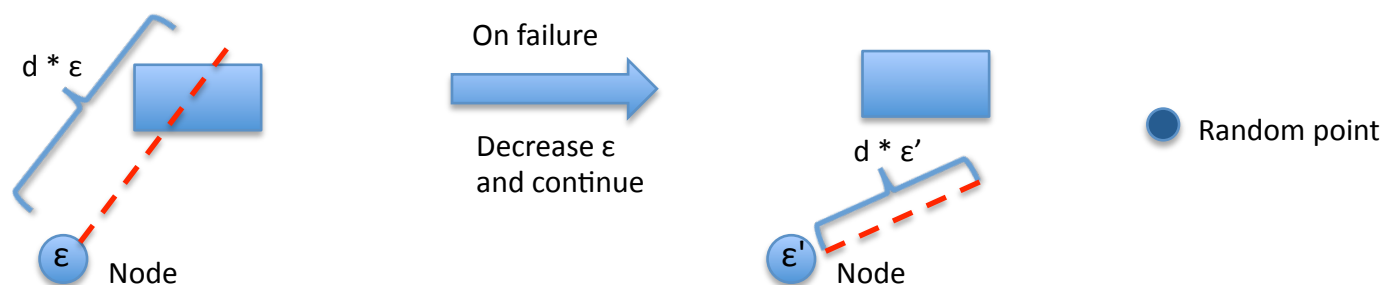 d * ε
ε
Node
On failure
Decrease ε
and continue
d * ε’
ε'
Node
Random point